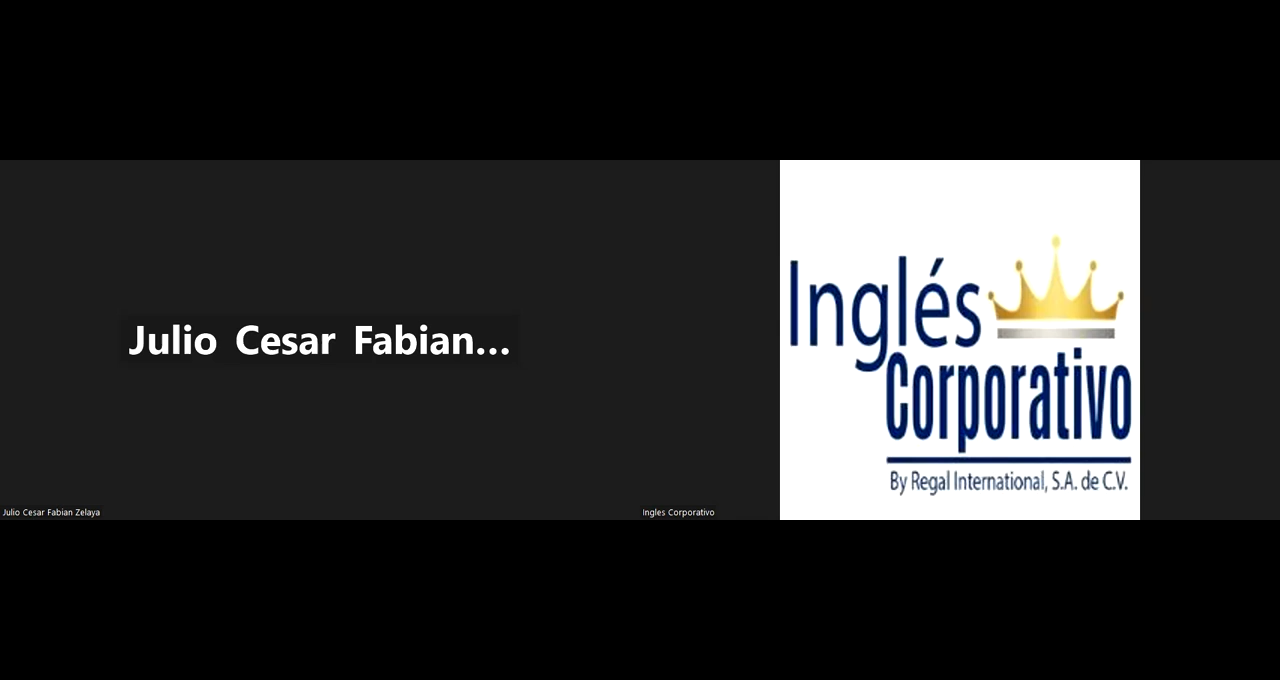 Julio Cesar Fabian...
Julio Cesar Fabian Zelaya
Inglés
Corporativo
By Regal International, S.A. de C.V.
Ingles Corporativo